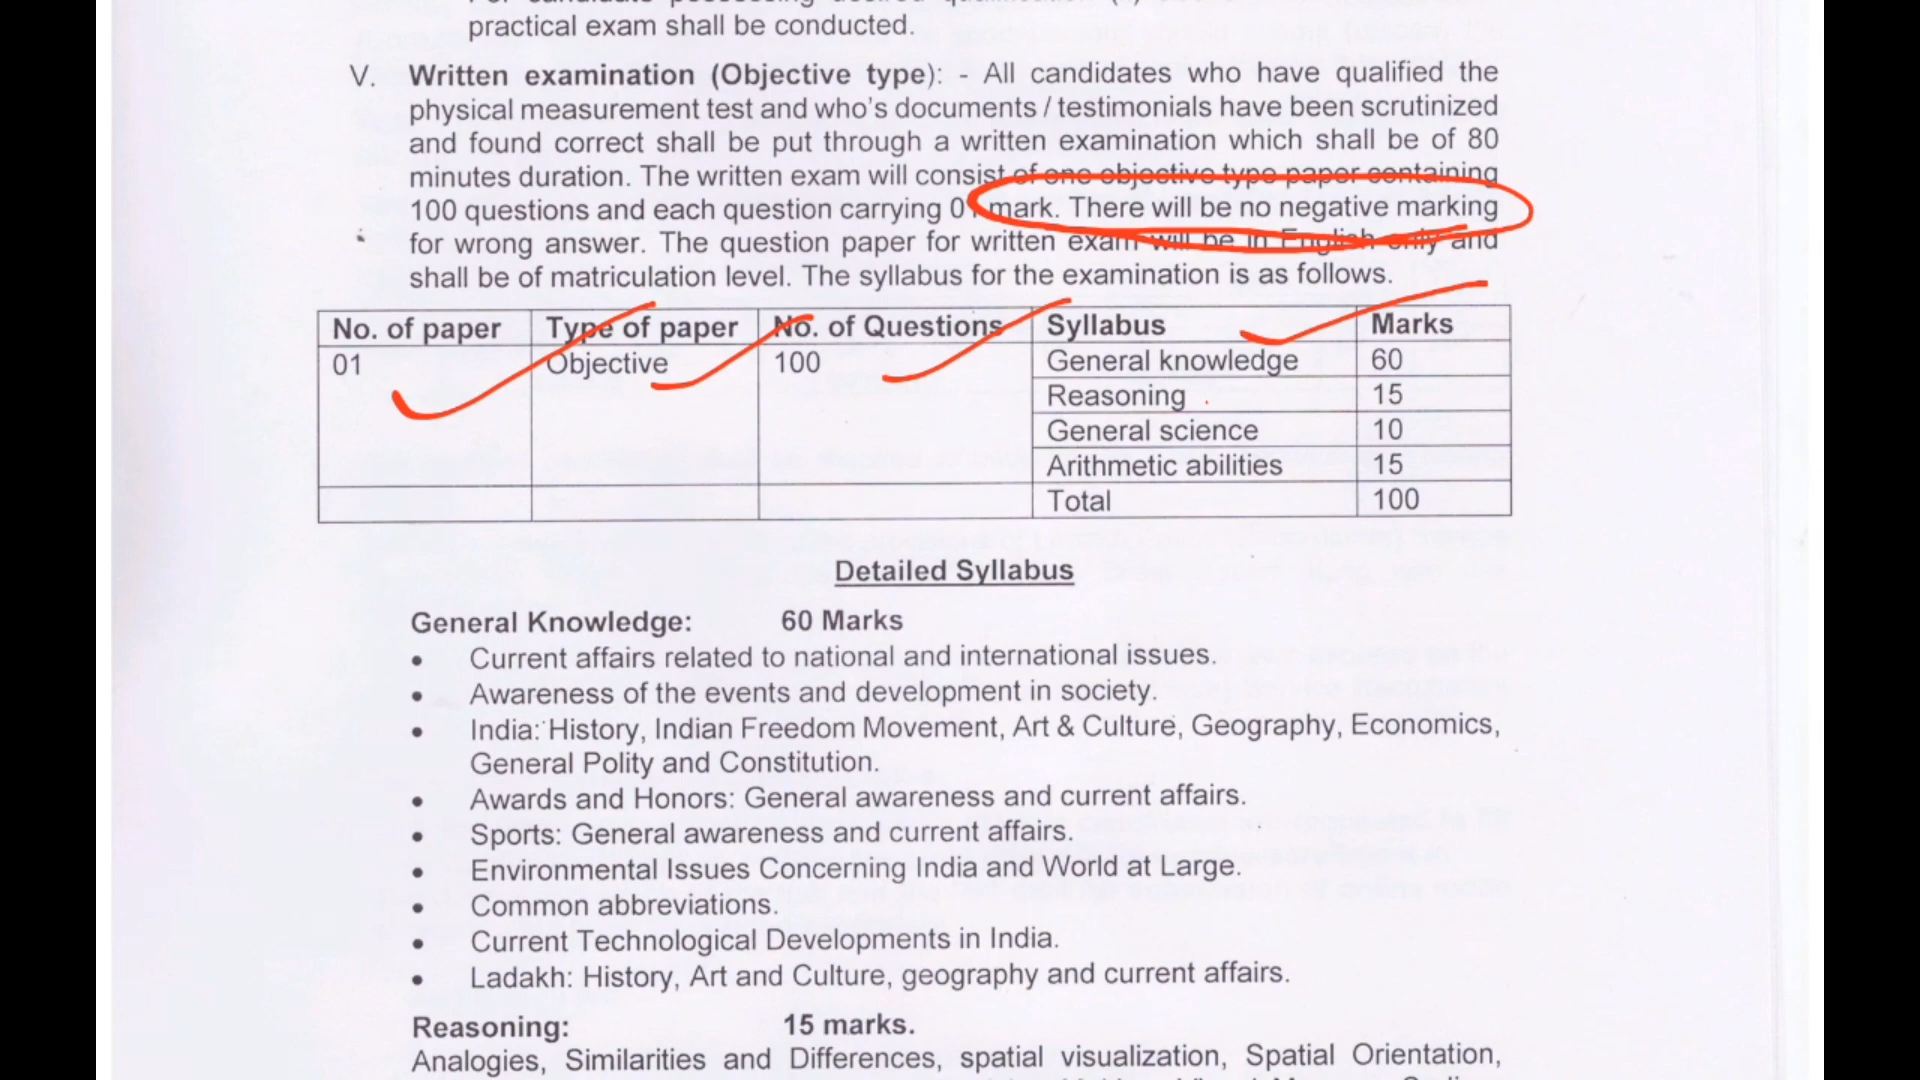 practical exam shall be conducted.
V. Written examination (Objective type): - All candidates who have qualified the
physical measurement test and who's documents / testimonials have been scrutinized
and found correct shall be put through a written examination which shall be of 80
minutes duration. The written exam will consist of one objective type paper containing
100 questions and each question carrying 01 mark. There will be no negative marking
for wrong answer. The question paper for written exam will be in English only and
shall be of matriculation level. The syllabus for the examination is as follows.
No. of paper Type of paper No. of Questions Syllabus Marks
01 Objective 100 General knowledge 60
Reasoning 15
General science 10
Arithmetic abilities 15
Total 100
Detailed Syllabus
General Knowledge: 60 Marks
• Current affairs related to national and international issues.
• Awareness of the events and development in society.
• India: History, Indian Freedom Movement, Art & Culture, Geography, Economics,
General Polity and Constitution.
• Awards and Honors: General awareness and current affairs.
• Sports: General awareness and current affairs.
• Environmental Issues Concerning India and World at Large.
• Common abbreviations.
• Current Technological Developments in India.
• Ladakh: History, Art and Culture, geography and current affairs.
Reasoning: 15 marks.
Analogies, Similarities and Differences, spatial visualization, Spatial Orientation,